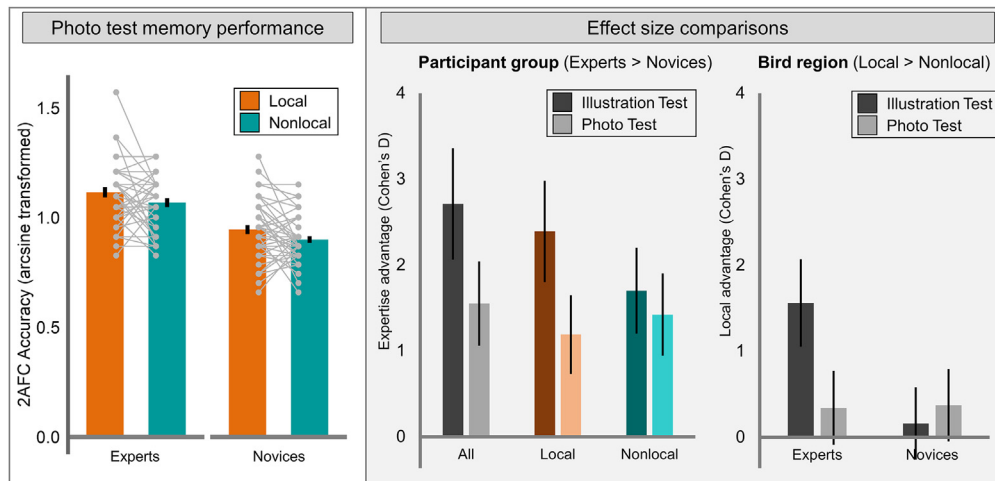 Photo test memory performance
2AFC Accuracy (arcsine transformed)
1.5
1.0
0.5
0.0
Local
Nonlocal
Experts
Novices
Effect size comparisons
Participant group (Experts > Novices)
Expertise advantage (Cohen's D)
4
3
2
1
0
Illustration Test
Photo Test
All
Local
Nonlocal
Bird region (Local > Nonlocal)
Local advantage (Cohen's D)
4
3
2
1
0
Illustration Test
Photo Test
Experts
Novices